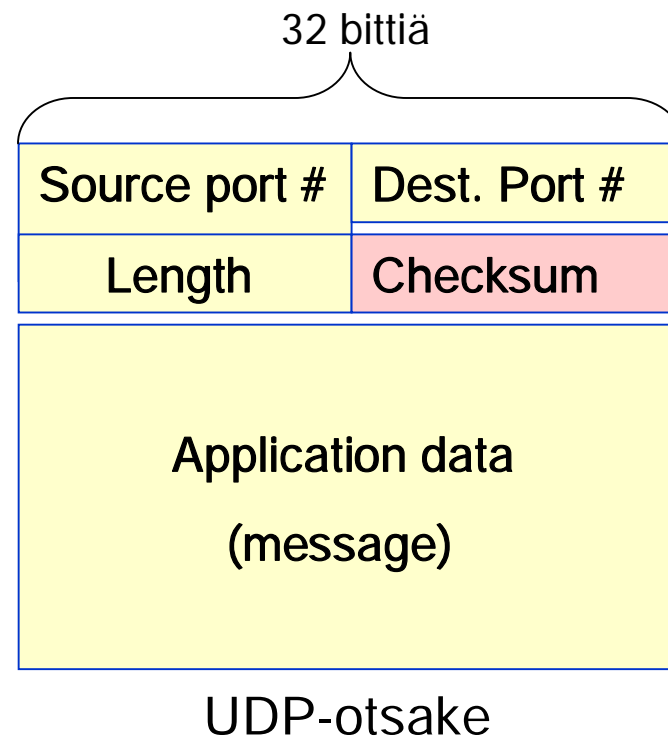 32 bittiä
Source port # Dest. Port #
Length Checksum
Application data
(message)
UDP-otsake